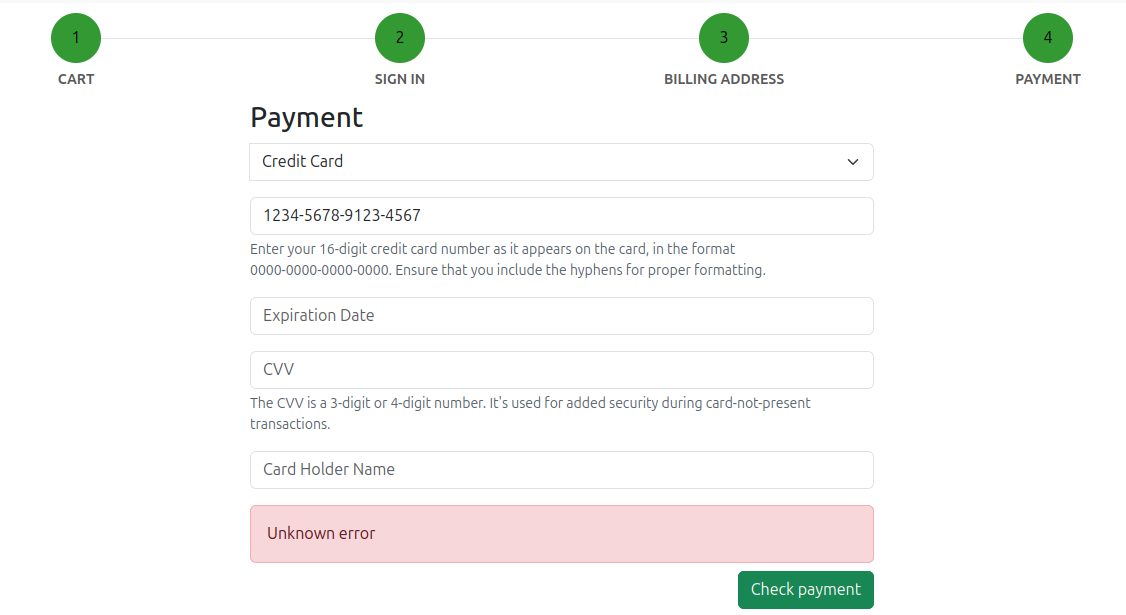 1 2 3 4
CART SIGN IN BILLING ADDRESS PAYMENT
Payment
Credit Card
1234-5678-9123-4567
Enter your 16-digit credit card number as it appears on the card, in the format
0000-0000-0000-0000. Ensure that you include the hyphens for proper formatting.
Expiration Date
CVV
The CVV is a 3-digit or 4-digit number. It's used for added security during card-not-present
transactions.
Card Holder Name
Unknown error
Check payment